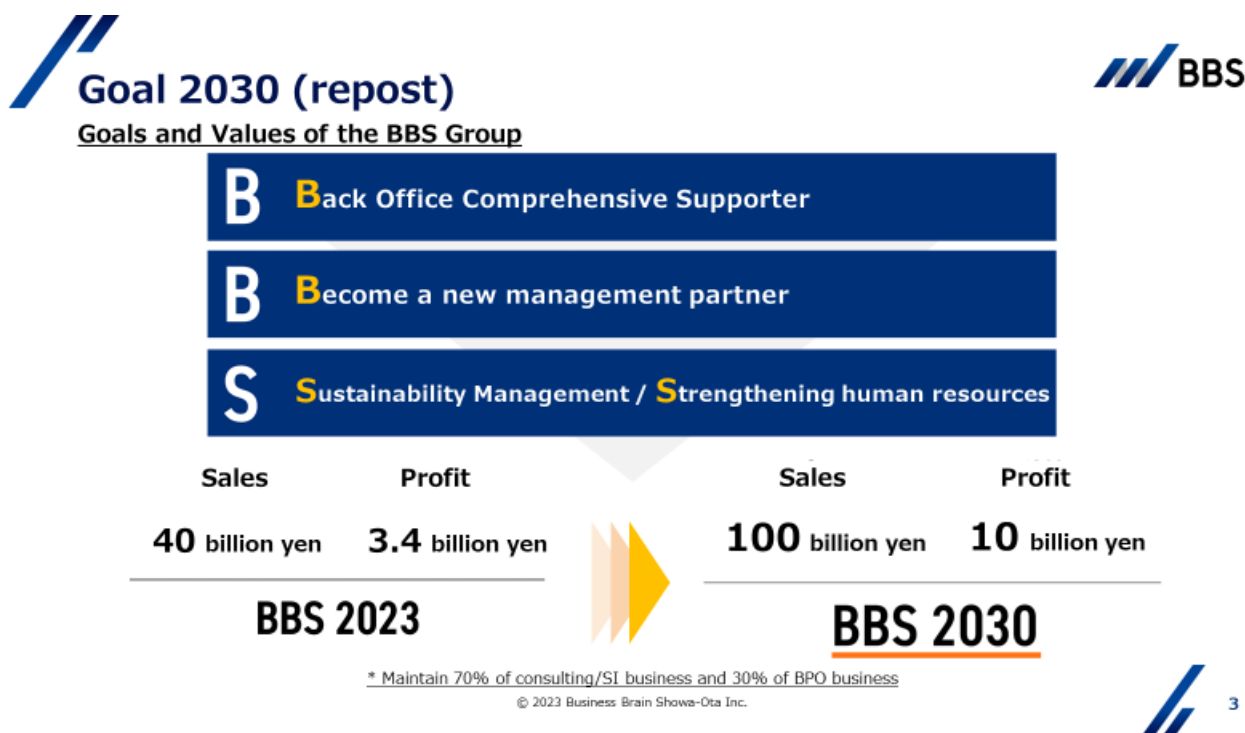 Goal 2030 (repost)
BBS
Goals and Values of the BBS Group
B Back Office Comprehensive Supporter
B Become a new management partner
S Sustainability Management / Strengthening human resources
Sales Profit Sales Profit
40 billion yen 3.4 billion yen 100 billion yen 10 billion yen
BBS 2023 BBS 2030
* Maintain 70% of consulting/SI business and 30% of BPO business
© 2023 Business Brain Showa-Ota Inc.
3